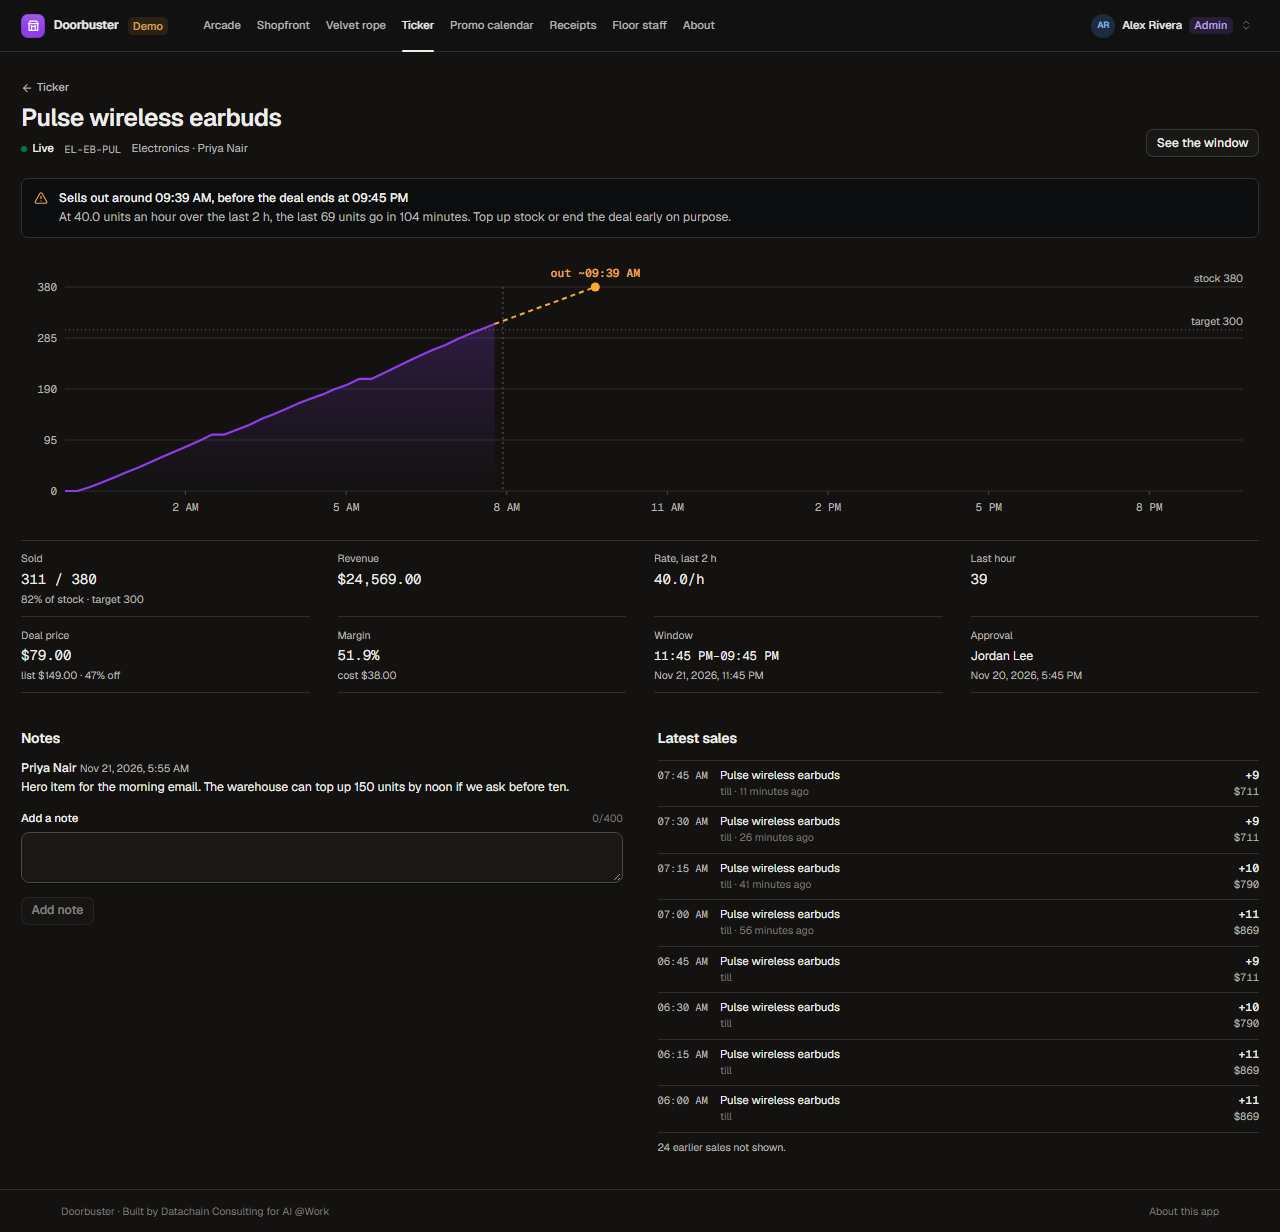 Doorbuster Demo Arcade Shopfront Velvet rope Ticker Promo calendar Receipts Floor staff About AR Alex Rivera Admin
← Ticker
Pulse wireless earbuds
Live EL-EB-PUL Electronics · Priya Nair
See the window
Sells out around 09:39 AM, before the deal ends at 09:45 PM
At 40.0 units an hour over the last 2 h, the last 69 units go in 104 minutes. Top up stock or end the deal early on purpose.
out ~09:39 AM
stock 380
380
target 300
285
190
95
0
2 AM 5 AM 8 AM 11 AM 2 PM 5 PM 8 PM
Sold
311 / 380
82% of stock · target 300
Revenue
$24,569.00
Rate, last 2 h
40.0/h
Last hour
39
Deal price
$79.00
list $149.00 · 47% off
Margin
51.9%
cost $38.00
Window
11:45 PM–09:45 PM
Nov 21, 2026, 11:45 PM
Approval
Jordan Lee
Nov 20, 2026, 5:45 PM
Notes
Priya Nair Nov 21, 2026, 5:55 AM
Hero item for the morning email. The warehouse can top up 150 units by noon if we ask before ten.
Add a note 0/400
Add note
Latest sales
07:45 AM Pulse wireless earbuds +9
till · 11 minutes ago $711
07:30 AM Pulse wireless earbuds +9
till · 26 minutes ago $711
07:15 AM Pulse wireless earbuds +10
till · 41 minutes ago $790
07:00 AM Pulse wireless earbuds +11
till · 56 minutes ago $869
06:45 AM Pulse wireless earbuds +9
till $711
06:30 AM Pulse wireless earbuds +10
till $790
06:15 AM Pulse wireless earbuds +11
till $869
06:00 AM Pulse wireless earbuds +11
till $869
24 earlier sales not shown.
Doorbuster · Built by Datachain Consulting for AI @Work About this app